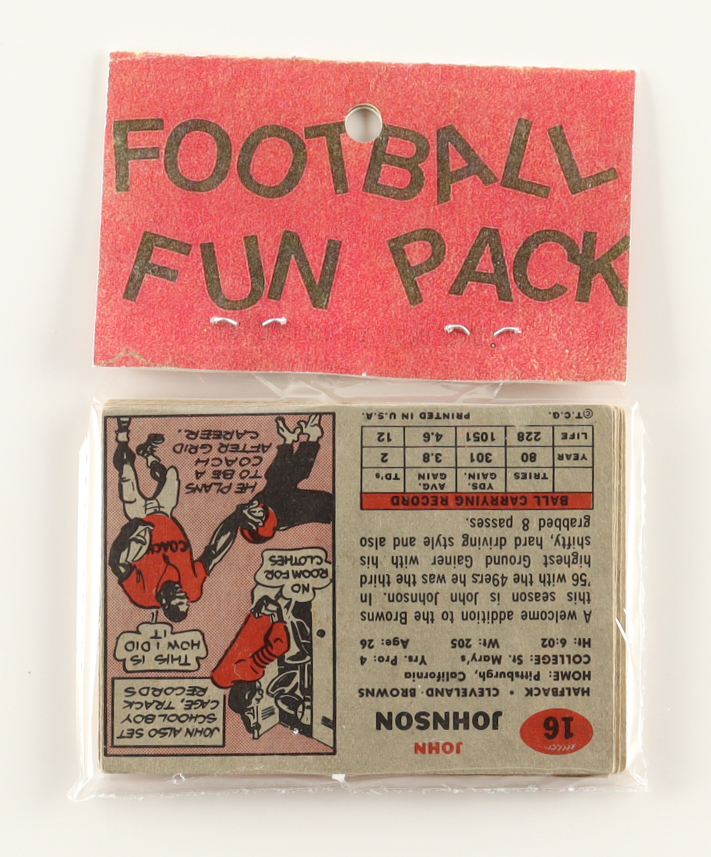 FOOTBALL
FUN PACK
16
JOHN
JOHNSON
HALFBACK • CLEVELAND BROWNS
HOME: Pittsburgh, California
COLLEGE: St. Mary's Yrs. Pro: 4
Ht: 6:02 Wt: 205 Age: 26
A welcome addition to the Browns
this season is John Johnson. In
'56 with the 49ers he was the third
highest Ground Gainer with his
shifty, hard driving style and also
grabbed 8 passes.
BALL CARRYING RECORD
TRIES YDS. GAIN. AVG. GAIN TD's
YEAR 80 301 3.8 2
LIFE 228 1051 4.6 12
©T.C.G. PRINTED IN U.S.A.
JOHN ALSO SET
SCHOOLBOY
CAGE, TRACK
RECORDS
THIS IS
HOW I DID
IT
NO
ROOM FOR
CLOTHES
COACH
HE PLANS
TO BE A
COACH
AFTER GRID
CAREER.